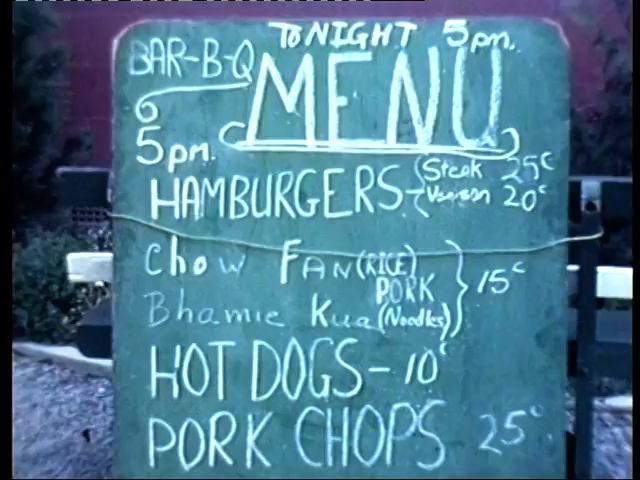 TONIGHT 5pm.
BAR-B-Q
MENU
5pm.
HAMBURGERS - (Steak 25c
Venison 20c
Chow FAN (RICE)
PORK } 15c
Bhamie Kua (Noodles)
HOT DOGS - 10c
PORK CHOPS 25c